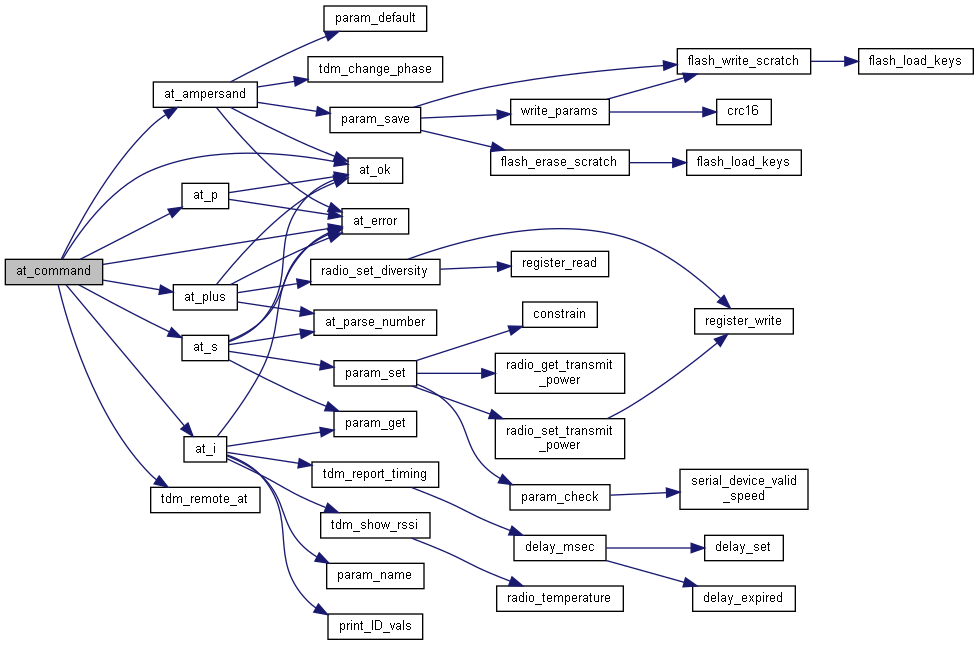 param_default
flash_write_scratch
flash_load_keys
tdm_change_phase
at_ampersand
write_params
crc16
param_save
flash_erase_scratch
flash_load_keys
at_ok
at_p
at_error
at_command
radio_set_diversity
register_read
at_plus
constrain
at_parse_number
register_write
at_s
param_set
radio_get_transmit
_power
param_get
radio_set_transmit
_power
at_i
tdm_report_timing
serial_device_valid
_speed
tdm_remote_at
param_check
tdm_show_rssi
delay_msec
delay_set
param_name
radio_temperature
delay_expired
print_ID_vals